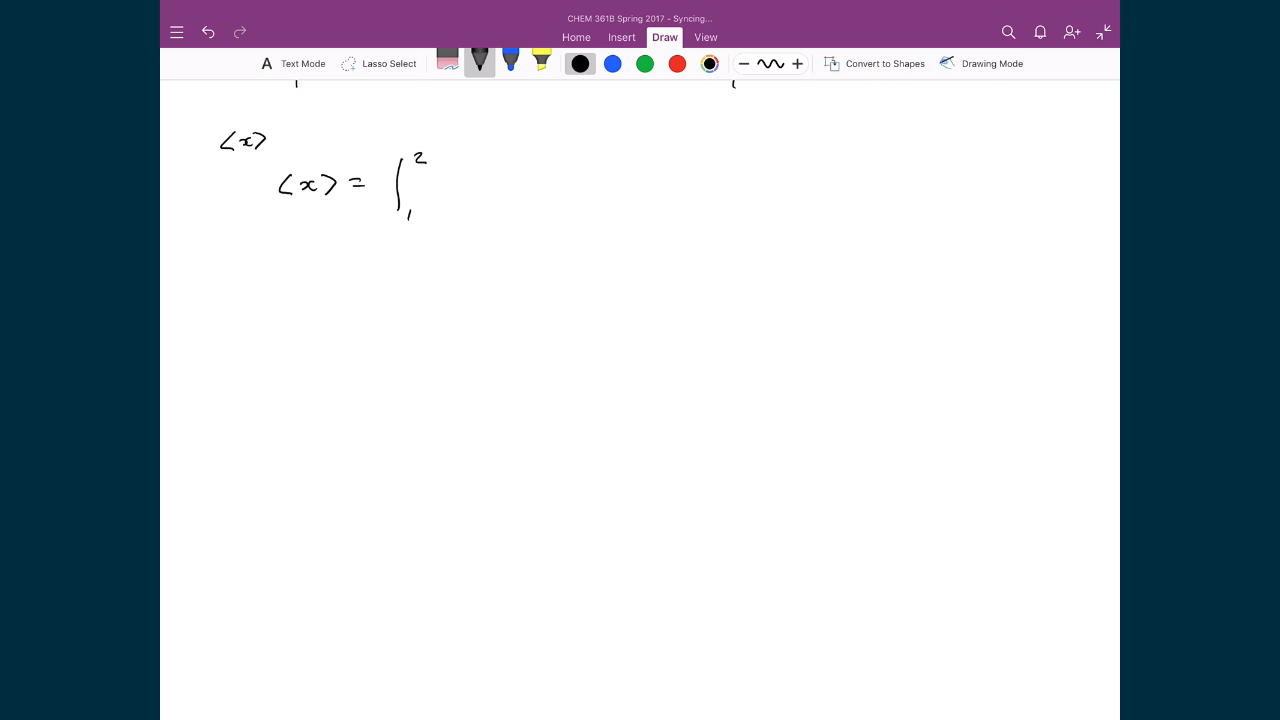 CHEM 361B Spring 2017 - Syncing...
Home Insert Draw View
A Text Mode Lasso Select Convert to Shapes Drawing Mode
⟨x⟩
⟨x⟩ = ∫₁²